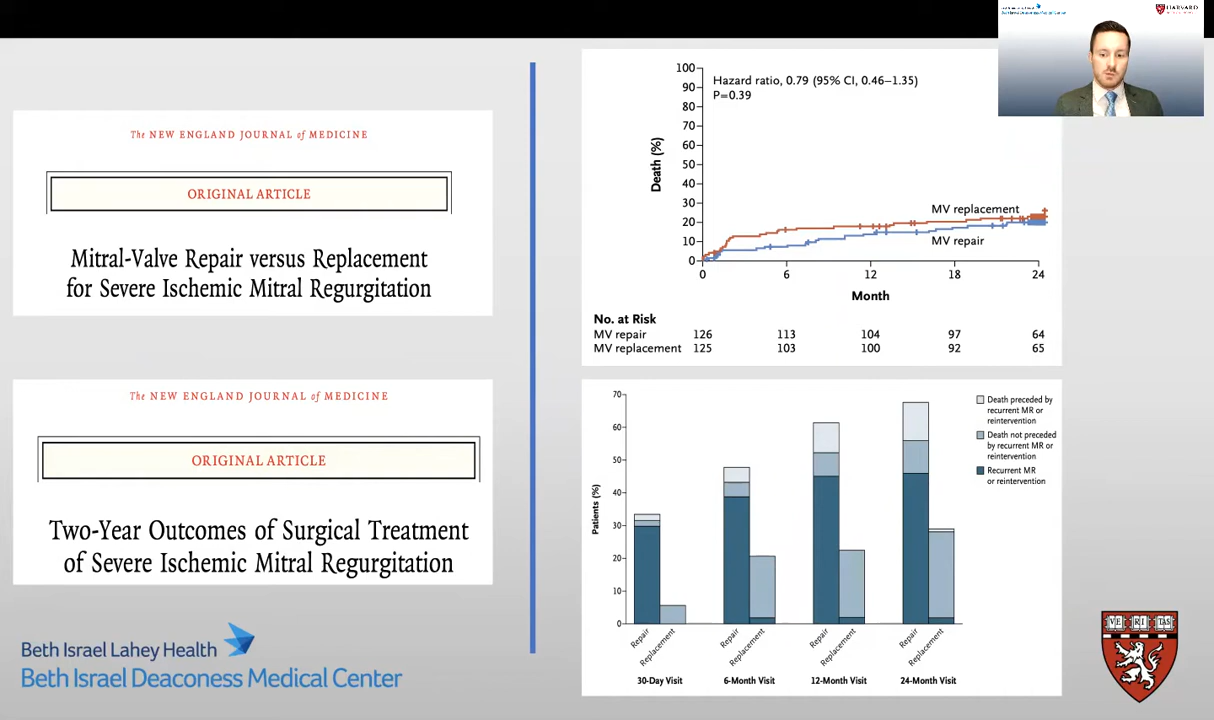 The NEW ENGLAND JOURNAL of MEDICINE
ORIGINAL ARTICLE
Mitral-Valve Repair versus Replacement
for Severe Ischemic Mitral Regurgitation
The NEW ENGLAND JOURNAL of MEDICINE
ORIGINAL ARTICLE
Two-Year Outcomes of Surgical Treatment
of Severe Ischemic Mitral Regurgitation
Beth Israel Lahey Health
Beth Israel Deaconess Medical Center
Hazard ratio, 0.79 (95% CI, 0.46–1.35)
P=0.39
Death (%)
100
90
80
70
60
50
40
30
20
10
0
MV replacement
MV repair
0 6 12 18 24
Month
No. at Risk
MV repair 126 113 104 97 64
MV replacement 125 103 100 92 65
Patients (%)
70
60
50
40
30
20
10
0
Death preceded by
recurrent MR or
reintervention
Death not preceded
by recurrent MR or
reintervention
Recurrent MR
or reintervention
Repair Replacement Repair Replacement Repair Replacement Repair Replacement
30-Day Visit 6-Month Visit 12-Month Visit 24-Month Visit
HARVARD
VE RI TAS